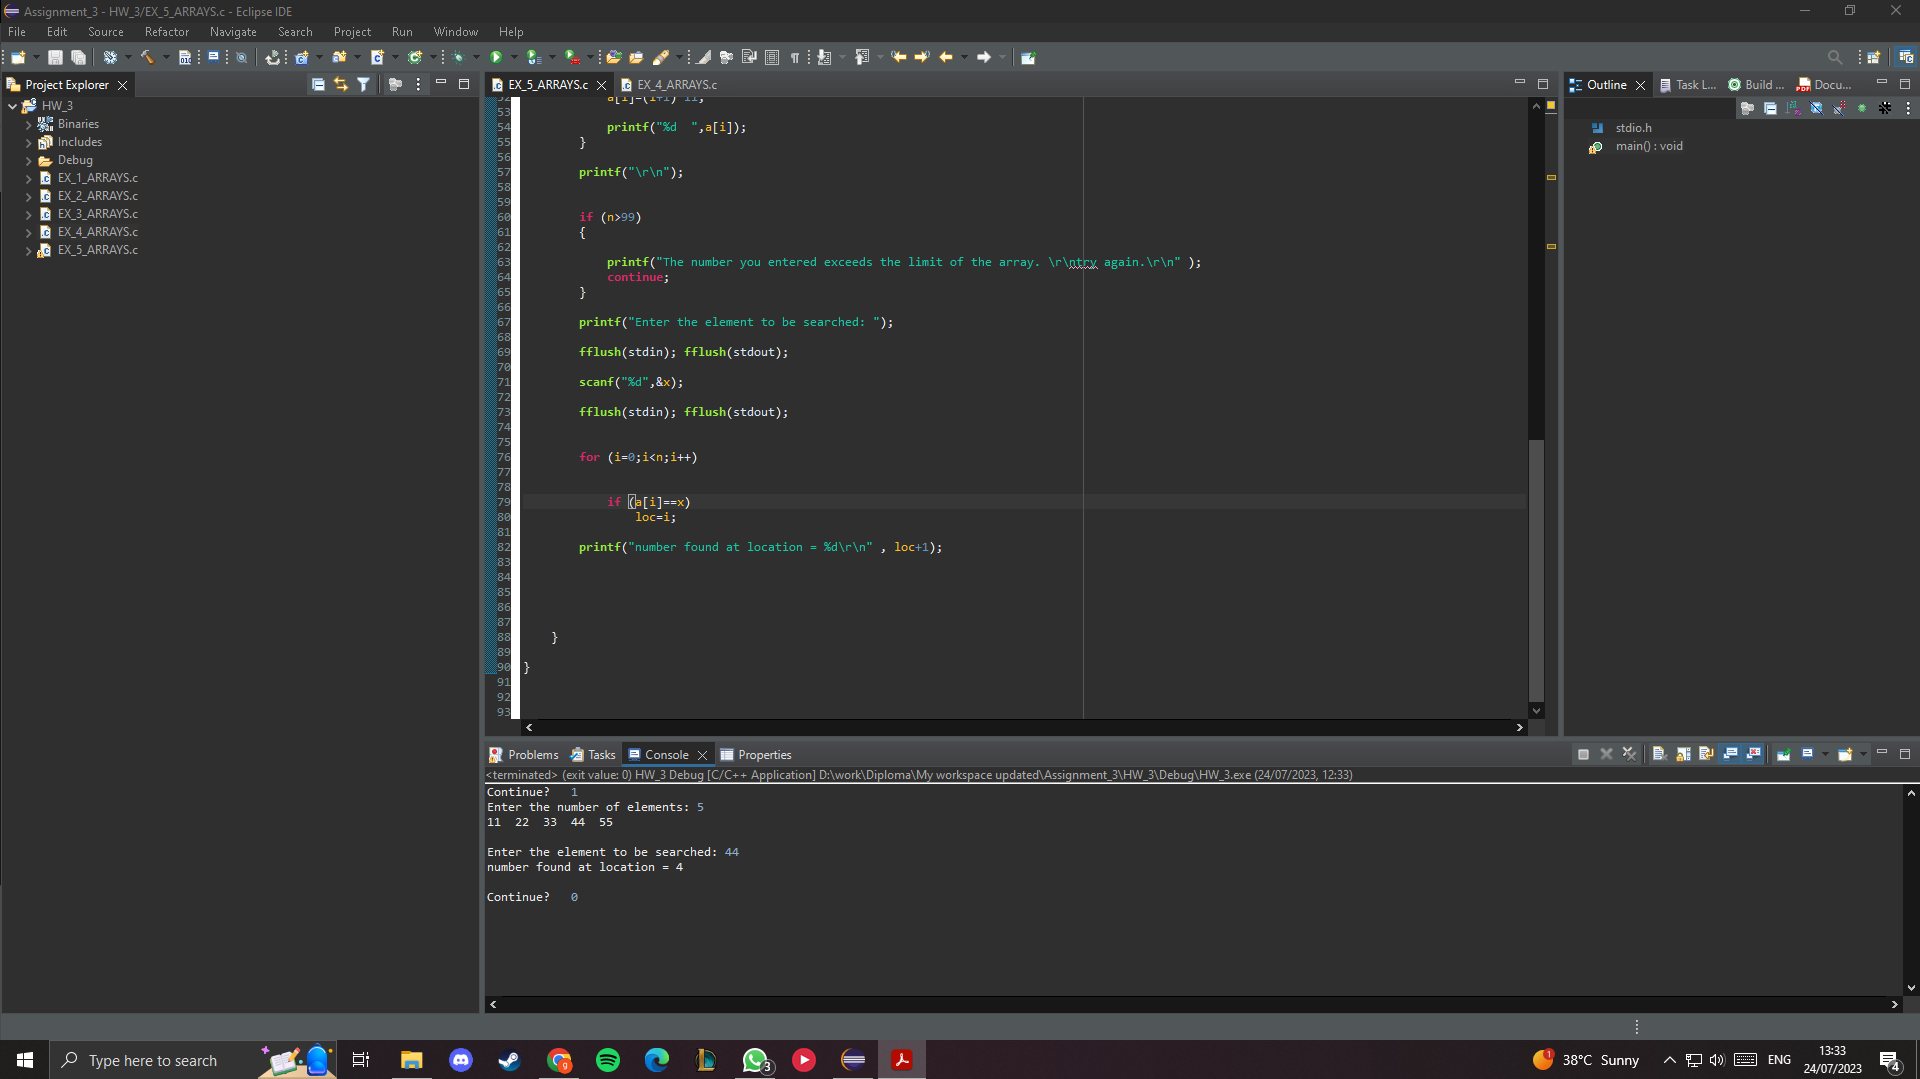 Assignment_3 - HW_3/EX_5_ARRAYS.c - Eclipse IDE
File Edit Source Refactor Navigate Search Project Run Window Help
Project Explorer
HW_3
Binaries
Includes
Debug
EX_1_ARRAYS.c
EX_2_ARRAYS.c
EX_3_ARRAYS.c
EX_4_ARRAYS.c
EX_5_ARRAYS.c
EX_5_ARRAYS.c EX_4_ARRAYS.c
53
54 printf("%d  ",a[i]);
55 }
56
57 printf("\r\n");
58
59
60 if (n>99)
61 {
62
63 printf("The number you entered exceeds the limit of the array. \r\ntry again.\r\n" );
64 continue;
65 }
66
67 printf("Enter the element to be searched: ");
68
69 fflush(stdin); fflush(stdout);
70
71 scanf("%d",&x);
72
73 fflush(stdin); fflush(stdout);
74
75
76 for (i=0;i<n;i++)
77
78
79 if (a[i]==x)
80 loc=i;
81
82 printf("number found at location = %d\r\n" , loc+1);
83
84
85
86
87
88 }
89
90 }
91
92
93
Outline Task L... Build ... Docu...
stdio.h
main() : void
Problems Tasks Console Properties
<terminated> (exit value: 0) HW_3 Debug [C/C++ Application] D:\work\Diploma\My workspace updated\Assignment_3\HW_3\Debug\HW_3.exe (24/07/2023, 12:33)
Continue?   1
Enter the number of elements: 5
11  22  33  44  55
Enter the element to be searched: 44
number found at location = 4
Continue?   0
Type here to search
3
1 38°C Sunny
ENG
13:33
24/07/2023
4